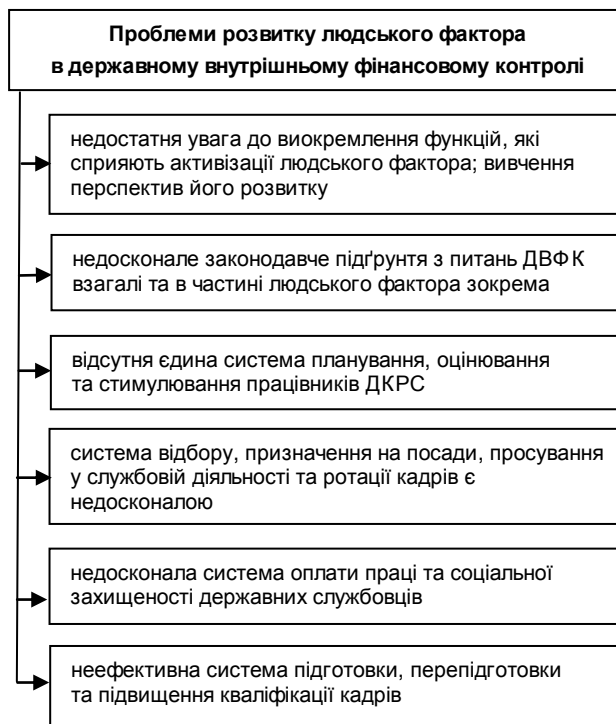 Проблеми розвитку людського фактора
в державному внутрішньому фінансовому контролі
недостатня увага до виокремлення функцій, які
сприяють активізації людського фактора; вивчення
перспектив його розвитку
недосконале законодавче підґрунтя з питань ДВФК
взагалі та в частині людського фактора зокрема
відсутня єдина система планування, оцінювання
та стимулювання працівників ДКРС
система відбору, призначення на посади, просування
у службовій діяльності та ротації кадрів є
недосконалою
недосконала система оплати праці та соціальної
захищеності державних службовців
неефективна система підготовки, перепідготовки
та підвищення кваліфікації кадрів